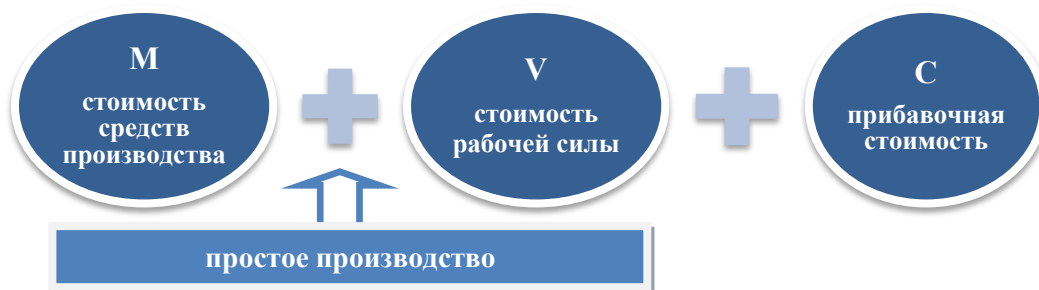 M
стоимость
средств
производства
V
стоимость
рабочей силы
C
прибавочная
стоимость
простое производство